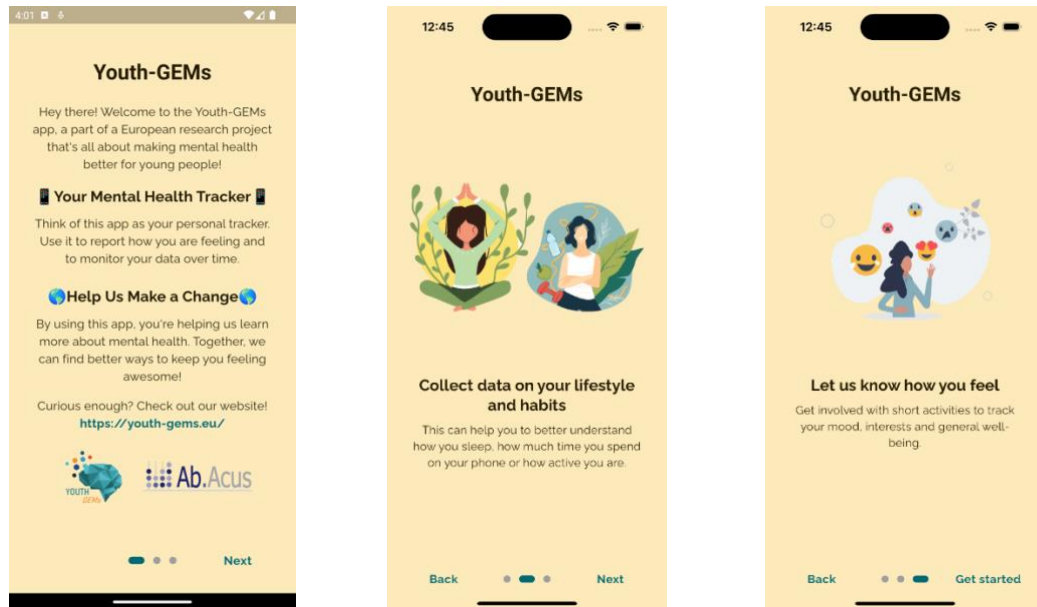 4:01
Youth-GEMs
Hey there! Welcome to the Youth-GEMs
app, a part of a European research project
that's all about making mental health
better for young people!
📱Your Mental Health Tracker📱
Think of this app as your personal tracker.
Use it to report how you are feeling and
to monitor your data over time.
🌎Help Us Make a Change🌎
By using this app, you're helping us learn
more about mental health. Together, we
can find better ways to keep you feeling
awesome!
Curious enough? Check out our website!
https://youth-gems.eu/
YOUTH
GEMs
Ab.Acus
Next
12:45
Youth-GEMs
Collect data on your lifestyle
and habits
This can help you to better understand
how you sleep, how much time you spend
on your phone or how active you are.
Back
Next
12:45
Youth-GEMs
Let us know how you feel
Get involved with short activities to track
your mood, interests and general well-
being.
Back
Get started